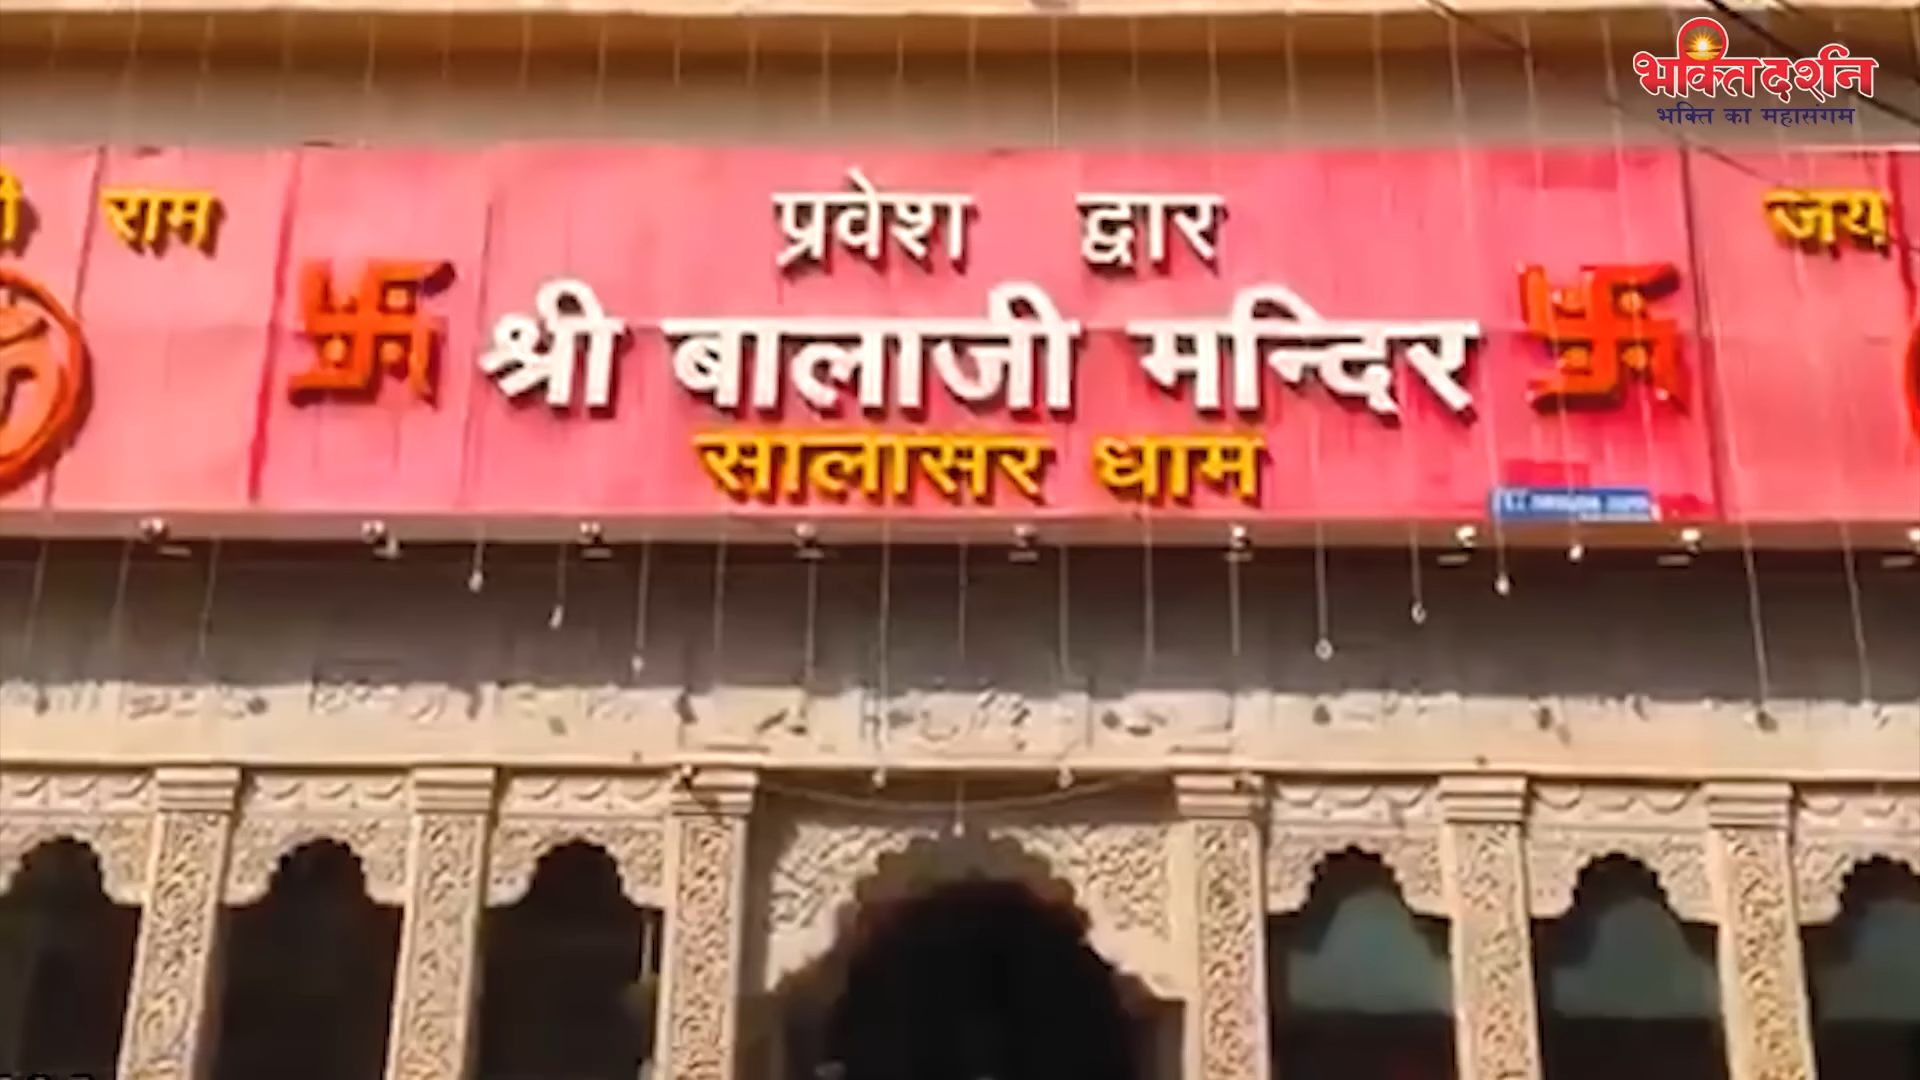 भक्ति दर्शन
भक्ति का महासंगम
प्रवेश द्वार
राम
जय
श्री बालाजी मन्दिर
सालासर धाम